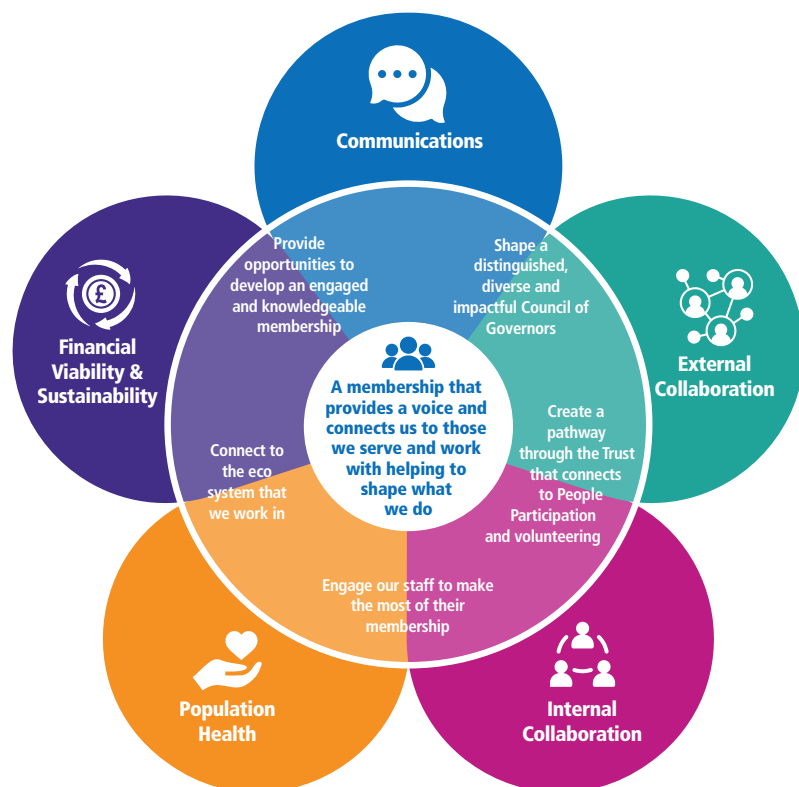 Communications
Provide
opportunities to
develop an engaged
and knowledgeable
membership
Shape a
distinguished,
diverse and
impactful Council of
Governors
£
Financial
Viability &
Sustainability
External
Collaboration
A membership that
provides a voice and
connects us to those
we serve and work
with helping to
shape what
we do
Create a
pathway
through the Trust
that connects
to People
Participation
and volunteering
Connect to
the eco
system that
we work in
Engage our staff to make
the most of their
membership
Population
Health
Internal
Collaboration